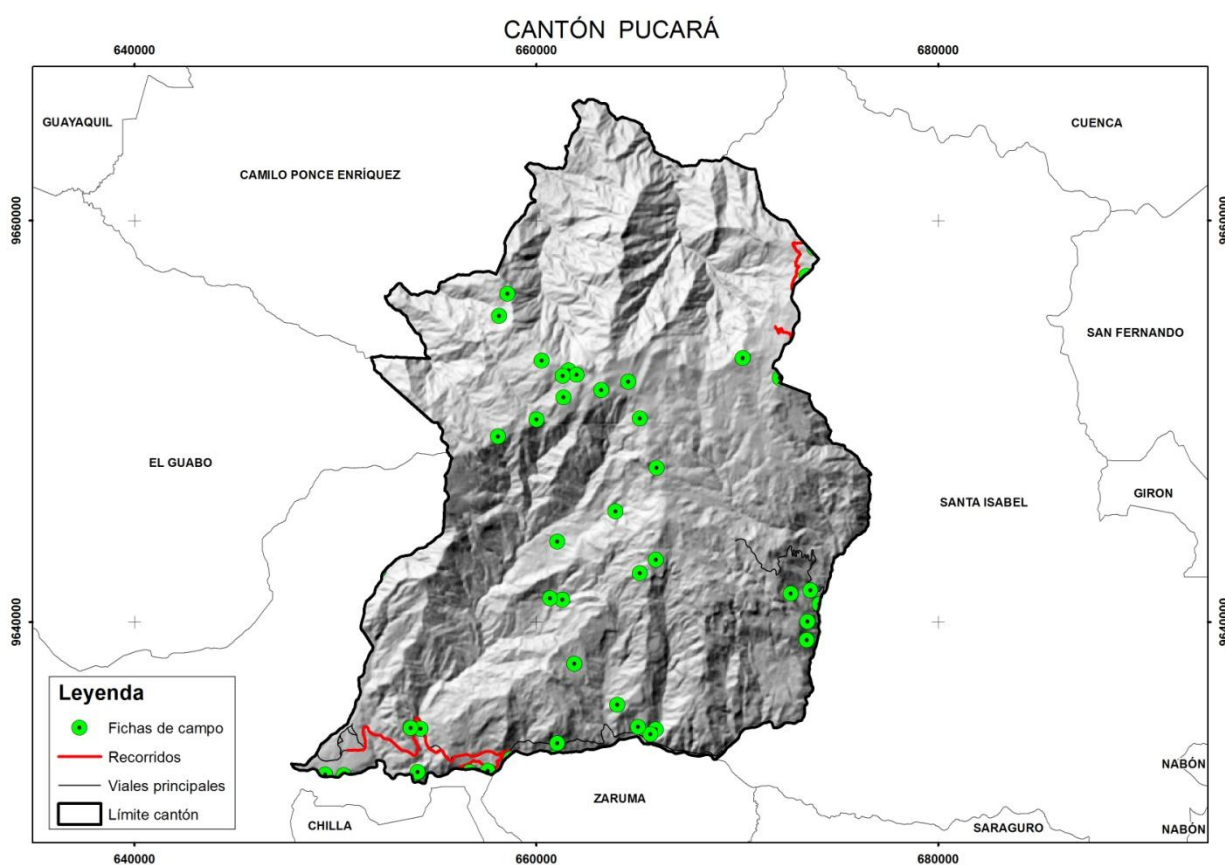 CANTÓN PUCARÁ
640000 660000 680000
GUAYAQUIL
CUENCA
CAMILO PONCE ENRÍQUEZ
9660000 9660000
SAN FERNANDO
EL GUABO
GIRON
SANTA ISABEL
9640000 9640000
Leyenda
Fichas de campo
Recorridos
Viales principales
Límite cantón
NABÓN
ZARUMA
CHILLA
SARAGURO
NABÓN
640000 660000 680000